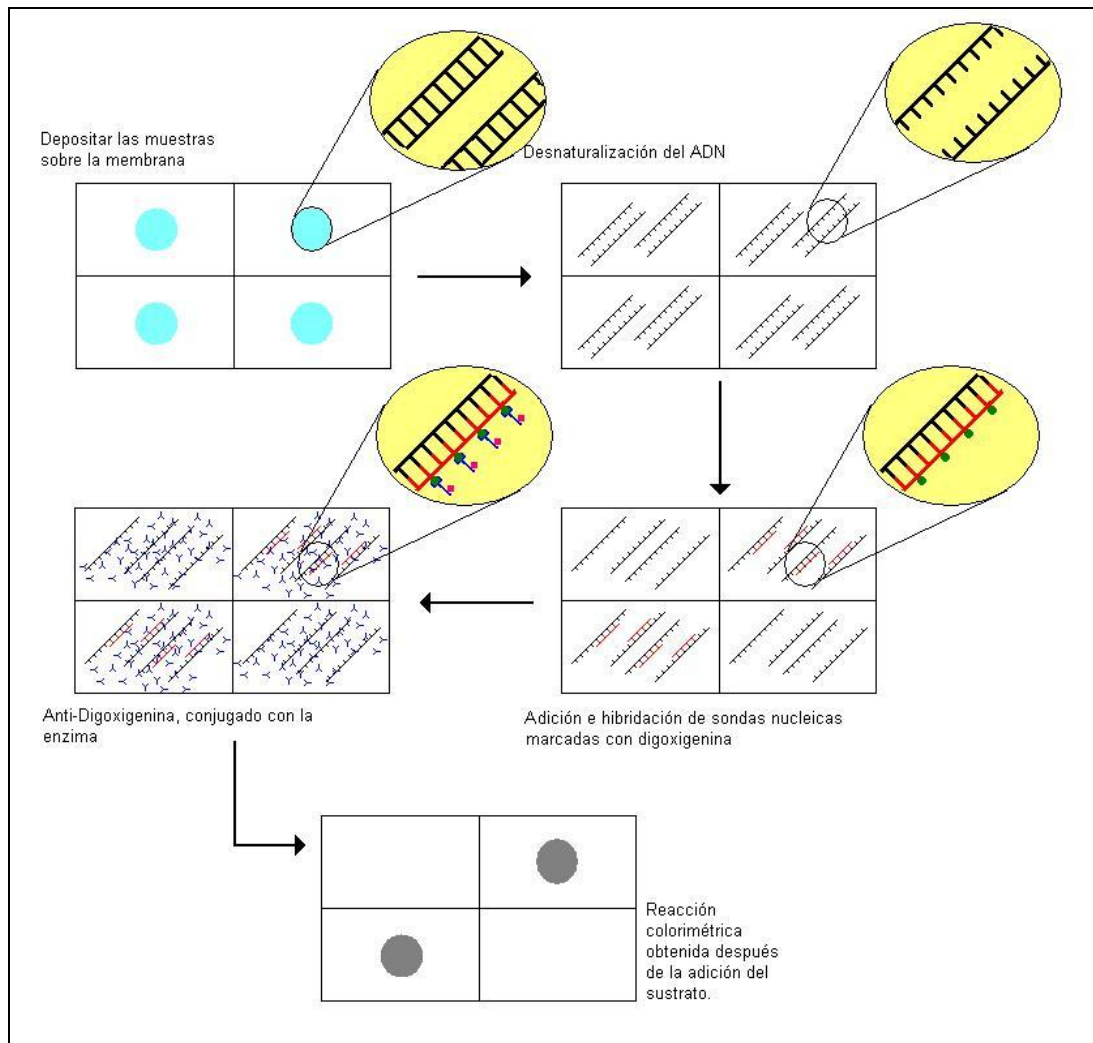 Depositar las muestras
sobre la membrana
Desnaturalización del ADN
Anti-Digoxigenina, conjugado con la
enzima
Adición e hibridación de sondas nucleicas
marcadas con digoxigenina
Reacción
colorimétrica
obtenida después
de la adición del
sustrato.